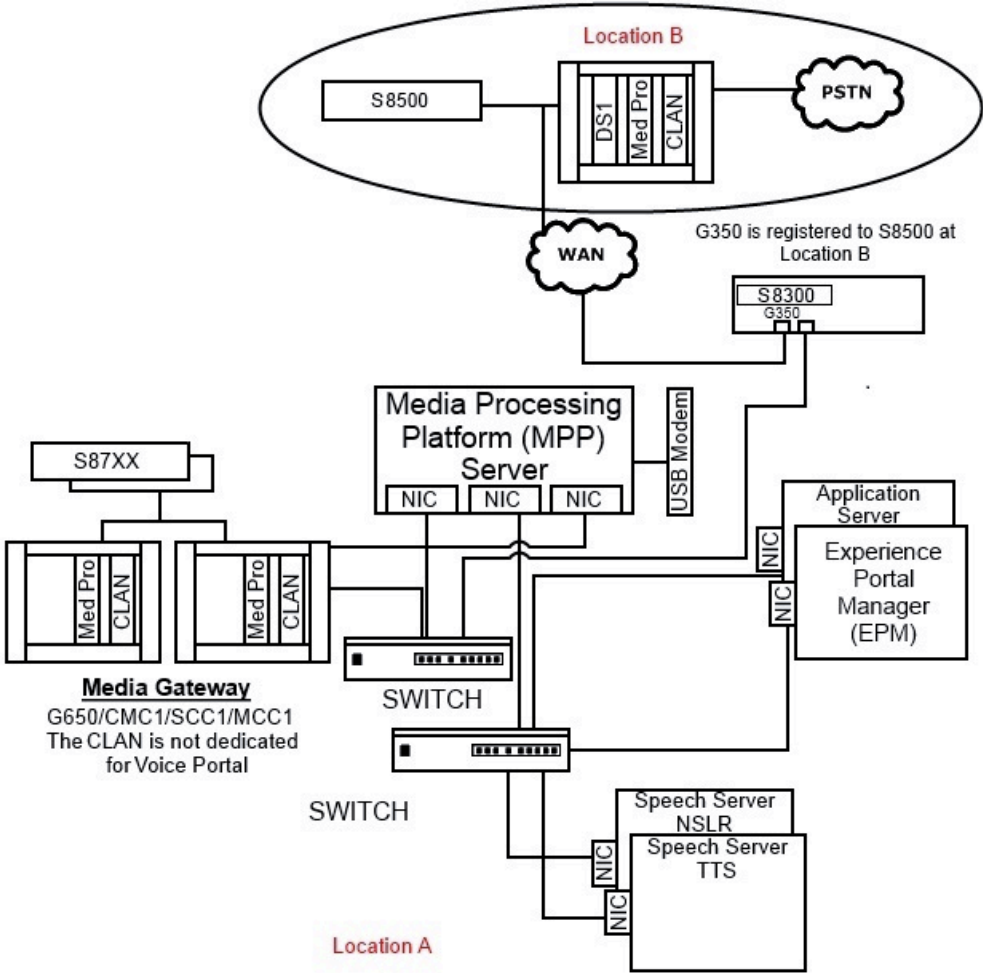 Location B
S8500
DS1
Med Pro
CLAN
PSTN
WAN
G350 is registered to S8500 at
Location B
S8300
G350
Media Processing
Platform (MPP)
Server
NIC
NIC
NIC
USB Modem
S87XX
Application
Server
NIC
Experience
Portal
Manager
(EPM)
NIC
Med Pro
CLAN
Med Pro
CLAN
SWITCH
Media Gateway
G650/CMC1/SCC1/MCC1
The CLAN is not dedicated
for Voice Portal
SWITCH
Speech Server
NSLR
NIC
Speech Server
TTS
NIC
Location A